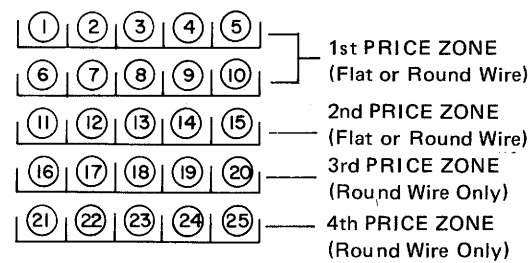 1 2 3 4 5
1st PRICE ZONE
(Flat or Round Wire)
6 7 8 9 10
11 12 13 14 15
2nd PRICE ZONE
(Flat or Round Wire)
16 17 18 19 20
3rd PRICE ZONE
(Round Wire Only)
21 22 23 24 25
4th PRICE ZONE
(Round Wire Only)